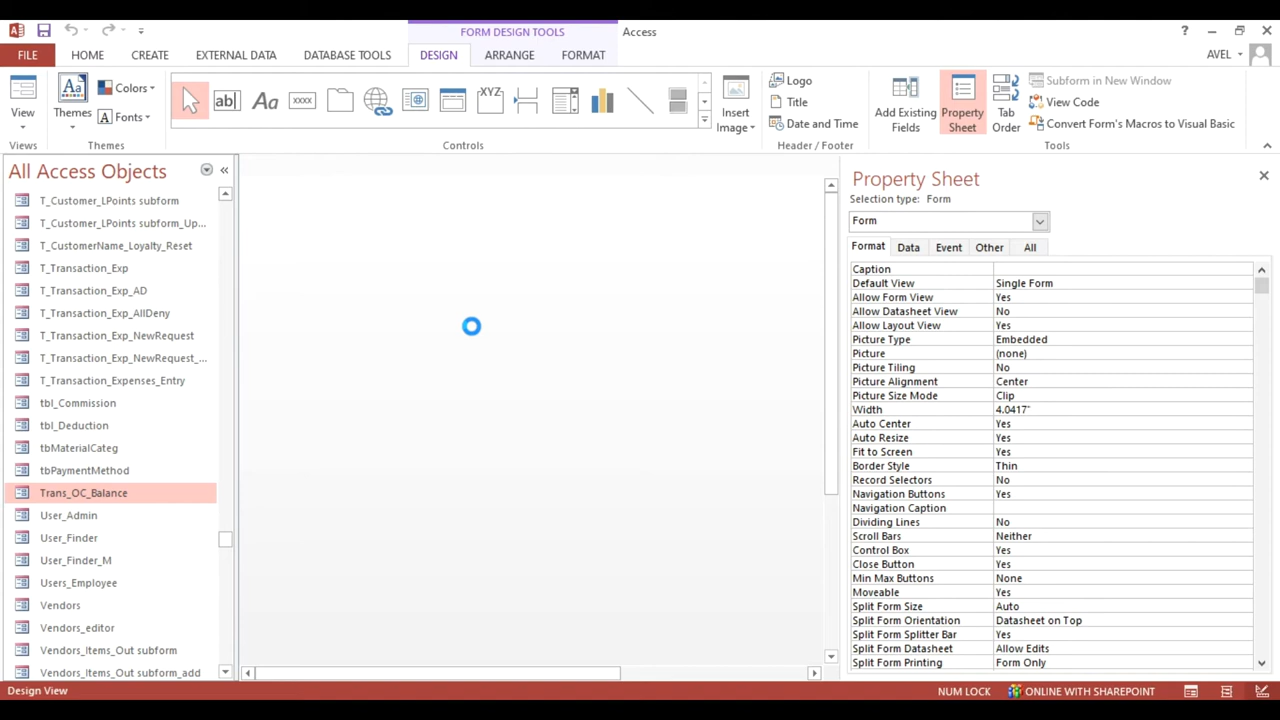 FORM DESIGN TOOLS
Access
?
FILE
HOME
CREATE
EXTERNAL DATA
DATABASE TOOLS
DESIGN
ARRANGE
FORMAT
AVEL
View
Views
Themes
Colors
Fonts
Themes
ab|
Aa
xxxx
XYZ
Controls
Insert
Image
Logo
Title
Date and Time
Header / Footer
Add Existing
Fields
Property
Sheet
Tab
Order
Subform in New Window
View Code
Convert Form's Macros to Visual Basic
Tools
All Access Objects
T_Customer_LPoints subform
T_Customer_LPoints subform_Up...
T_CustomerName_Loyalty_Reset
T_Transaction_Exp
T_Transaction_Exp_AD
T_Transaction_Exp_AllDeny
T_Transaction_Exp_NewRequest
T_Transaction_Exp_NewRequest_...
T_Transaction_Expenses_Entry
tbl_Commission
tbl_Deduction
tbMaterialCateg
tbPaymentMethod
Trans_OC_Balance
User_Admin
User_Finder
User_Finder_M
Users_Employee
Vendors
Vendors_editor
Vendors_Items_Out subform
Vendors_Items_Out subform_add
Property Sheet
Selection type: Form
Form
Format Data Event Other All
Caption
Default View Single Form
Allow Form View Yes
Allow Datasheet View No
Allow Layout View Yes
Picture Type Embedded
Picture (none)
Picture Tiling No
Picture Alignment Center
Picture Size Mode Clip
Width 4.0417"
Auto Center Yes
Auto Resize Yes
Fit to Screen Yes
Border Style Thin
Record Selectors No
Navigation Buttons Yes
Navigation Caption
Dividing Lines No
Scroll Bars Neither
Control Box Yes
Close Button Yes
Min Max Buttons None
Moveable Yes
Split Form Size Auto
Split Form Orientation Datasheet on Top
Split Form Splitter Bar Yes
Split Form Datasheet Allow Edits
Split Form Printing Form Only
Design View
NUM LOCK
ONLINE WITH SHAREPOINT